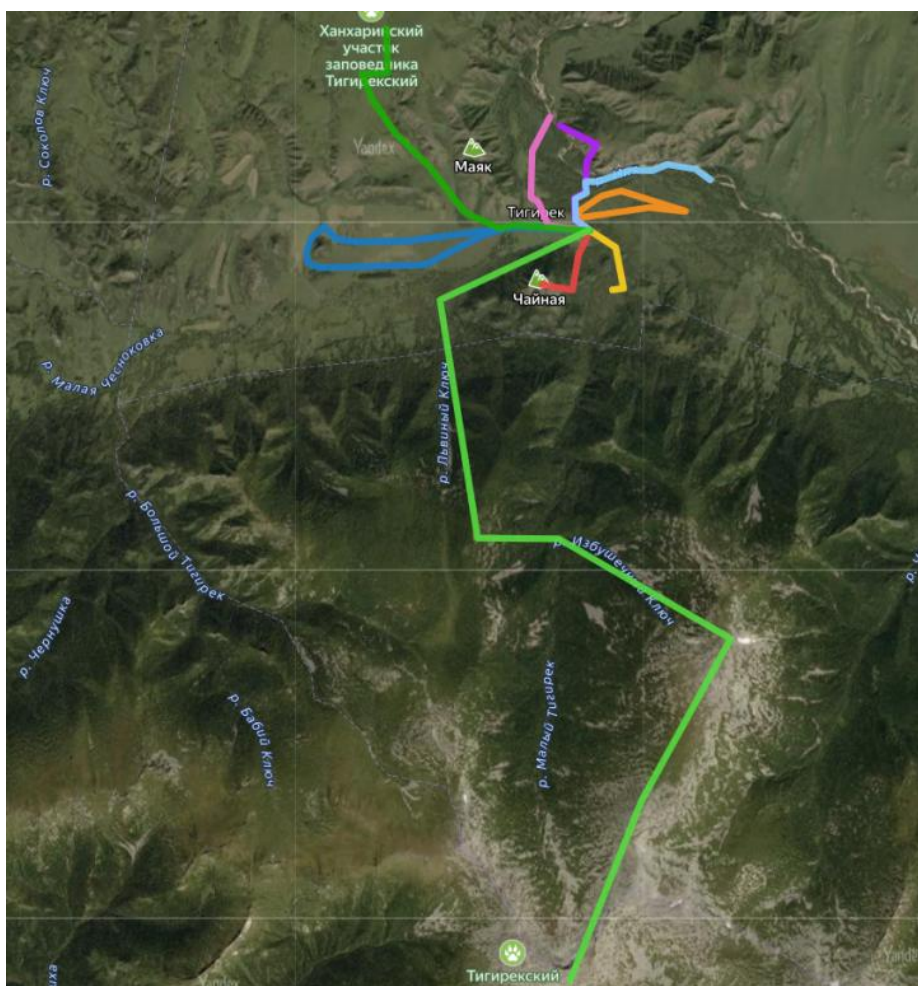 Ханхаринский
участок
заповедника
Тигирекский
р. Соколов Ключ
Yandex
Маяк
Тигирек
Чайная
р. Малая Чесноковка
р. Львиный Ключ
р. Большой Тигирек
р. Избушечный Ключ
р. Чернушка
р. Малый Тигирек
р. Бабий Ключ
Тигирекский
Yandex